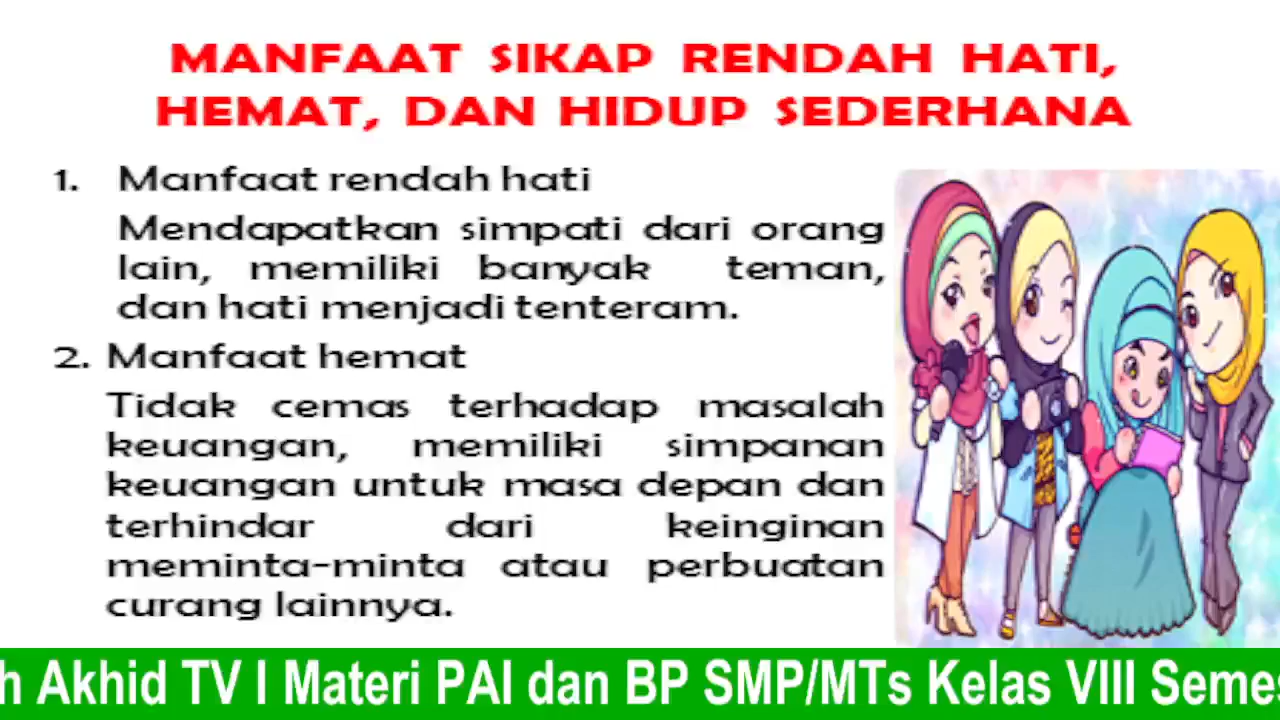 MANFAAT SIKAP RENDAH HATI,
HEMAT, DAN HIDUP SEDERHANA
1. Manfaat rendah hati
Mendapatkan simpati dari orang
lain, memiliki banyak teman,
dan hati menjadi tenteram.
2. Manfaat hemat
Tidak cemas terhadap masalah
keuangan, memiliki simpanan
keuangan untuk masa depan dan
terhindar dari keinginan
meminta-minta atau perbuatan
curang lainnya.
h Akhid TV I Materi PAI dan BP SMP/MTs Kelas VIII Semes